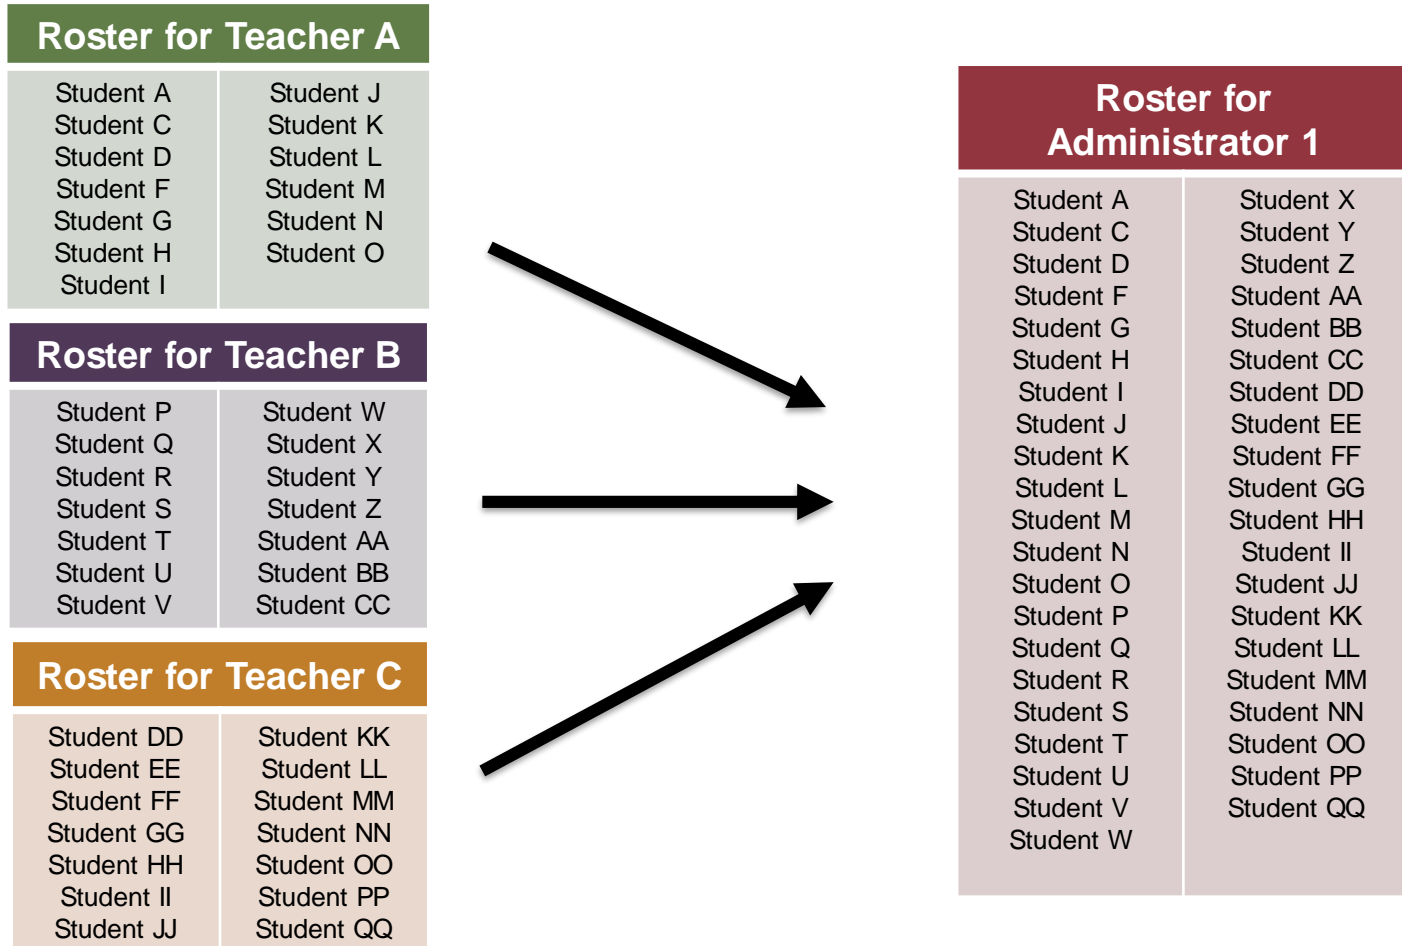 Roster for Teacher A
Student A
Student C
Student D
Student F
Student G
Student H
Student I
Student J
Student K
Student L
Student M
Student N
Student O
Roster for Teacher B
Student P
Student Q
Student R
Student S
Student T
Student U
Student V
Student W
Student X
Student Y
Student Z
Student AA
Student BB
Student CC
Roster for Teacher C
Student DD
Student EE
Student FF
Student GG
Student HH
Student II
Student JJ
Student KK
Student LL
Student MM
Student NN
Student OO
Student PP
Student QQ
Roster for
Administrator 1
Student A
Student C
Student D
Student F
Student G
Student H
Student I
Student J
Student K
Student L
Student M
Student N
Student O
Student P
Student Q
Student R
Student S
Student T
Student U
Student V
Student W
Student X
Student Y
Student Z
Student AA
Student BB
Student CC
Student DD
Student EE
Student FF
Student GG
Student HH
Student II
Student JJ
Student KK
Student LL
Student MM
Student NN
Student OO
Student PP
Student QQ